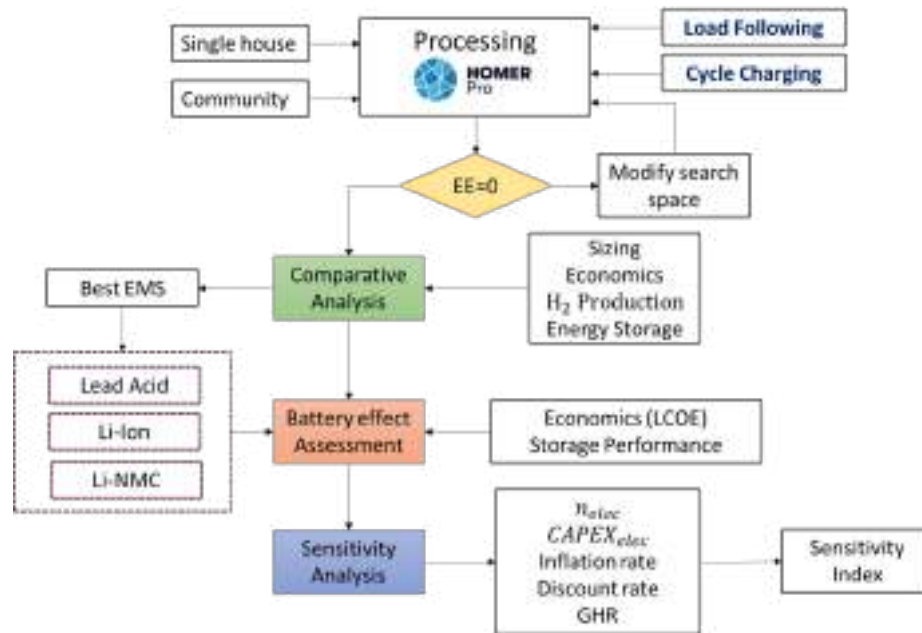 Single house
Community
Processing
HOMER
Pro
Load Following
Cycle Charging
EE=0
Modify search
space
Sizing
Economics
H₂ Production
Energy Storage
Comparative
Analysis
Best EMS
Lead Acid
Li-Ion
Li-NMC
Battery effect
Assessment
Economics (LCOE)
Storage Performance
Sensitivity
Analysis
n_elec
CAPEX_elec
Inflation rate
Discount rate
GHR
Sensitivity
Index